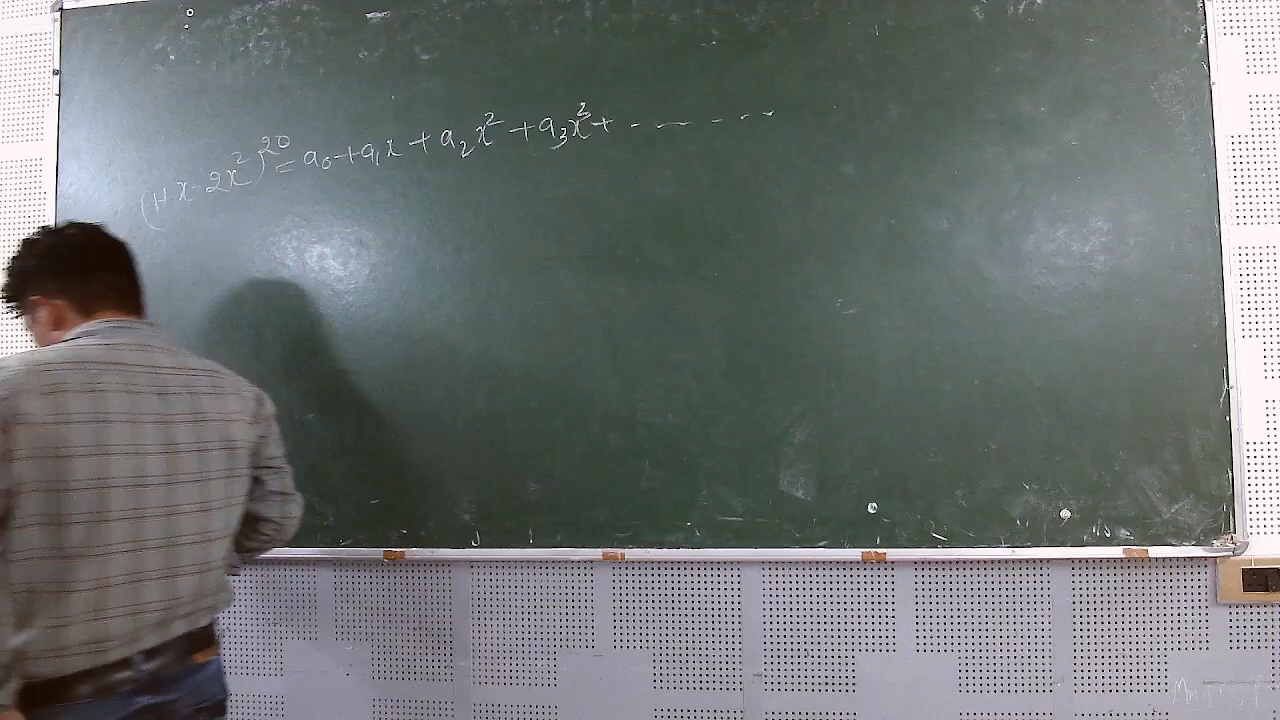 (1+x-2x²)²⁰ = a₀+a₁x+a₂x²+a₃x³+-----